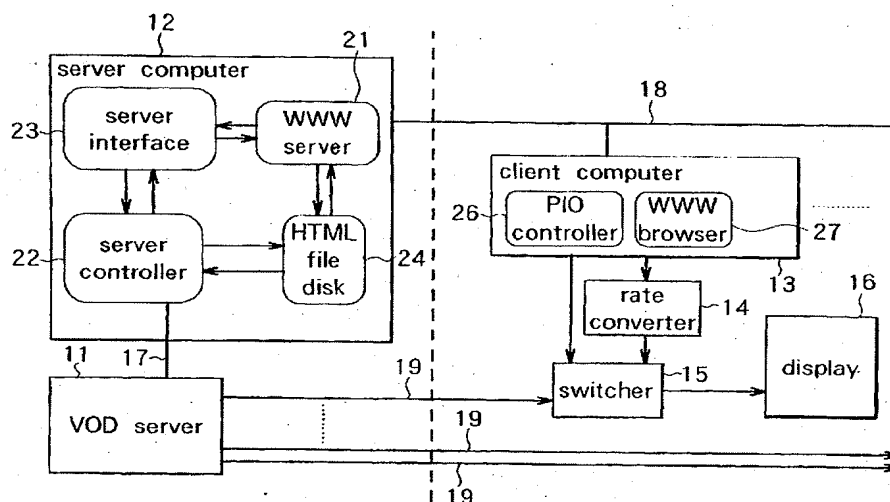 12
21
server computer
23
server
interface
WWW
server
18
client computer
26
PIO
controller
WWW
browser
27
22
server
controller
HTML
file
disk
24
13
16
rate
converter
14
17
11
19
15
switcher
display
VOD server
19
19